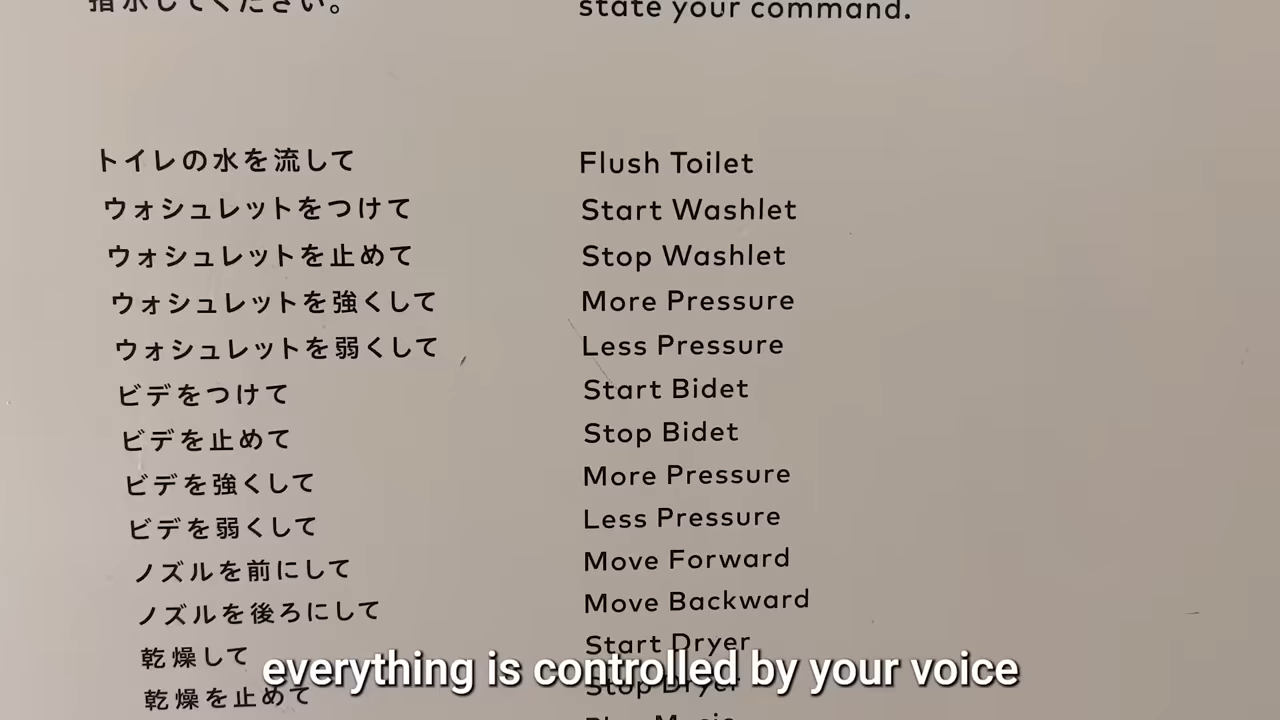 指示してください。
state your command.
トイレの水を流して
Flush Toilet
ウォシュレットをつけて
Start Washlet
ウォシュレットを止めて
Stop Washlet
ウォシュレットを強くして
More Pressure
ウォシュレットを弱くして
Less Pressure
ビデをつけて
Start Bidet
ビデを止めて
Stop Bidet
ビデを強くして
More Pressure
ビデを弱くして
Less Pressure
ノズルを前にして
Move Forward
ノズルを後ろにして
Move Backward
乾燥して
Start Dryer
everything is controlled by your voice
乾燥を止めて
Stop Dryer
Play Music